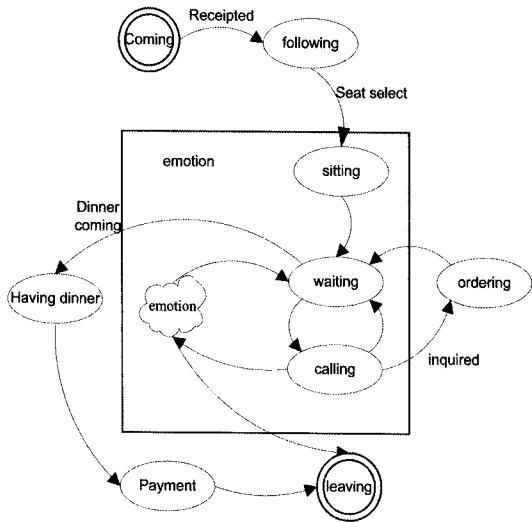 Coming
Receipted
following
Seat select
emotion
sitting
Dinner
coming
waiting
Having dinner
emotion
ordering
calling
inquired
Payment
leaving